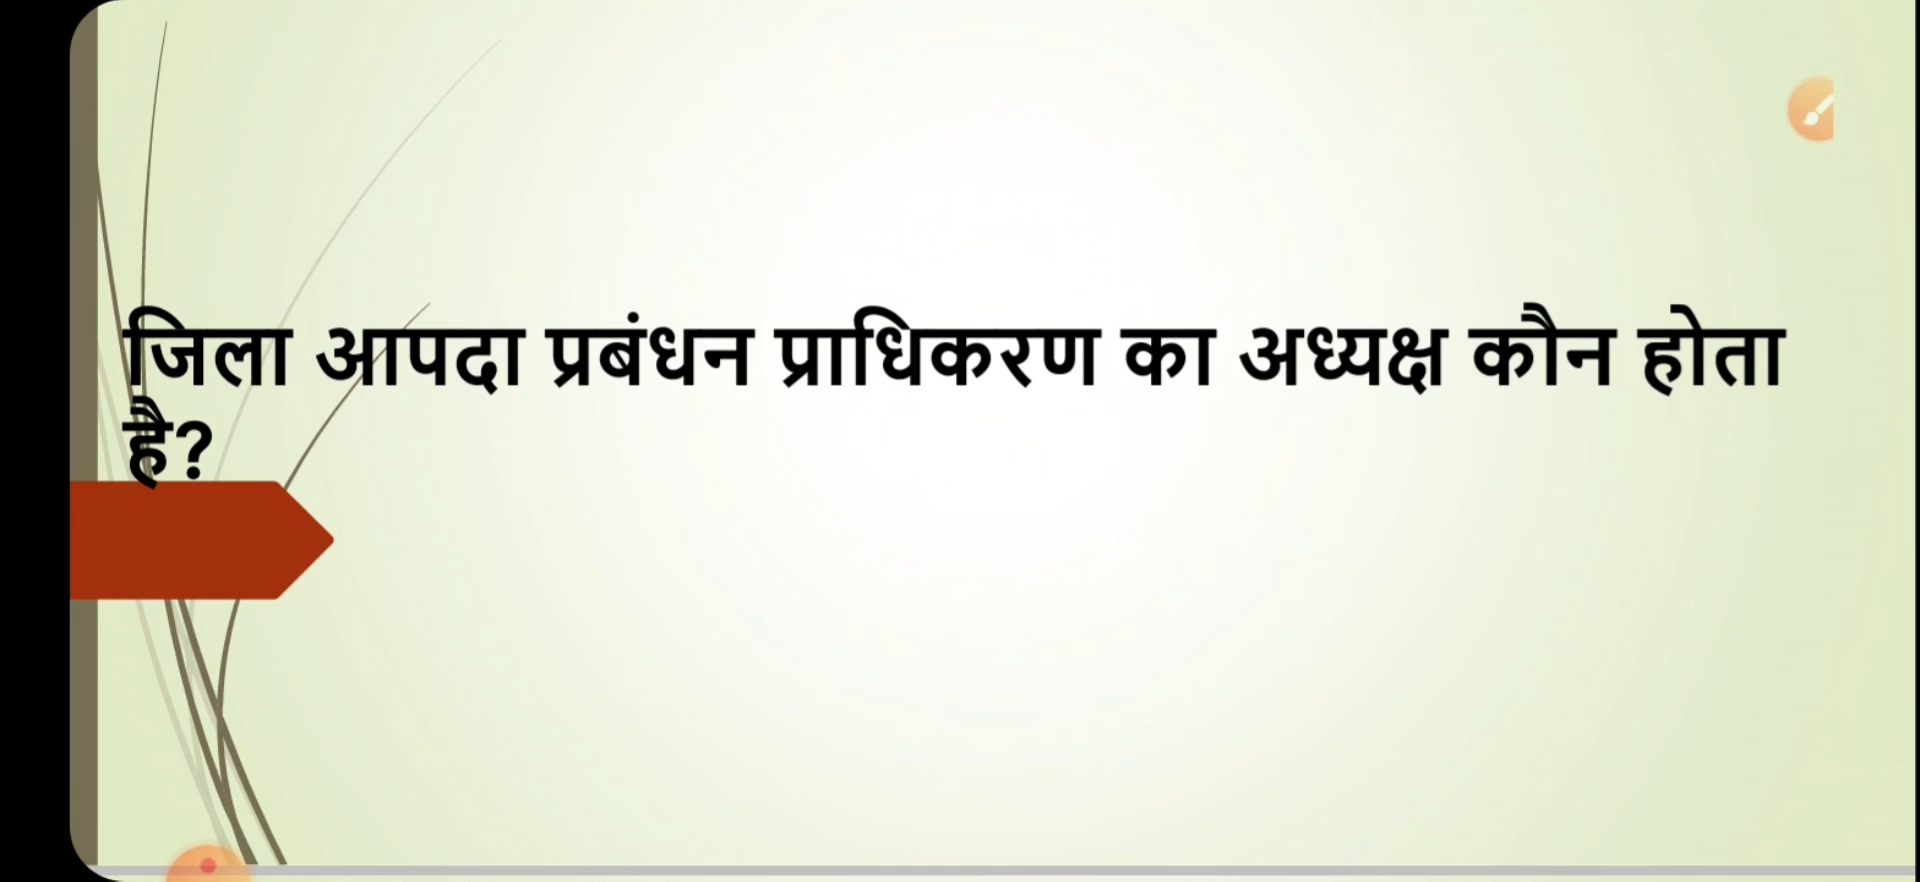 जिला आपदा प्रबंधन प्राधिकरण का अध्यक्ष कौन होता
है?